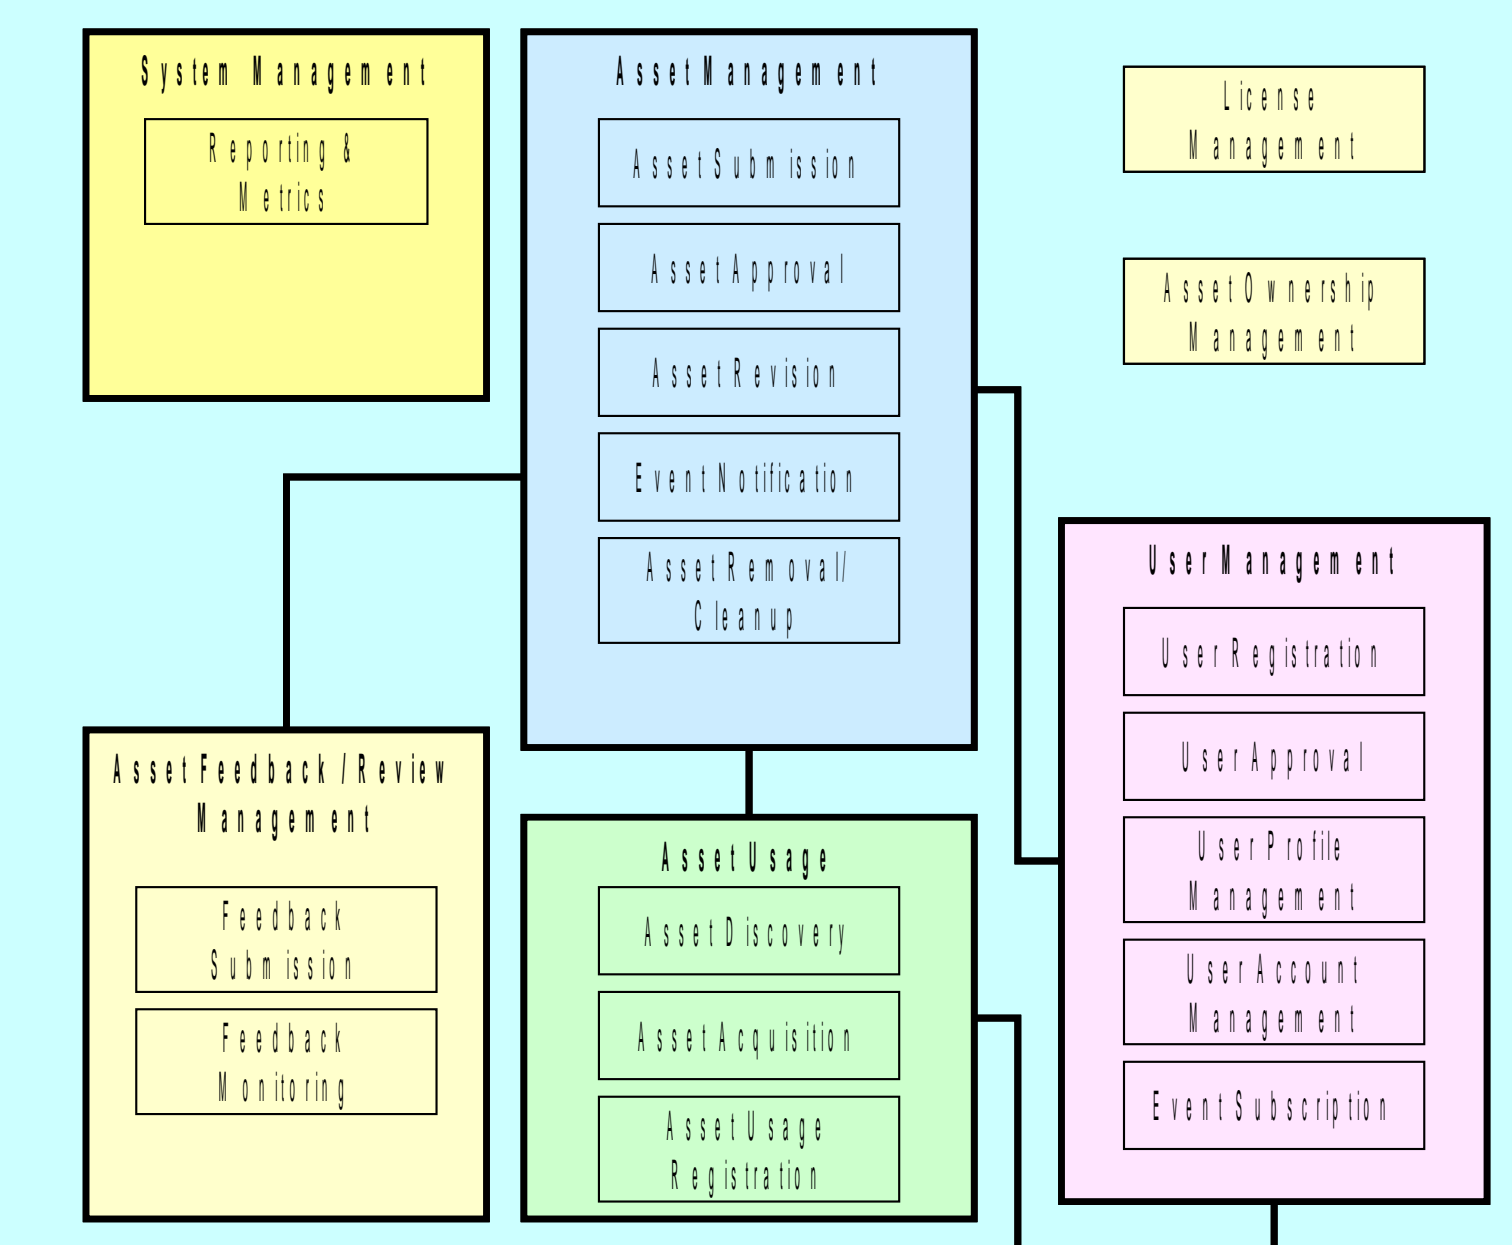 System Management
Reporting &
Metrics
Asset Management
Asset Submission
Asset Approval
Asset Revision
Event Notification
Asset Removal/
Cleanup
License
Management
Asset Ownership
Management
User Management
User Registration
User Approval
User Profile
Management
User Account
Management
Event Subscription
Asset Feedback/Review
Management
Feedback
Submission
Feedback
Monitoring
Asset Usage
Asset Discovery
Asset Acquisition
Asset Usage
Registration